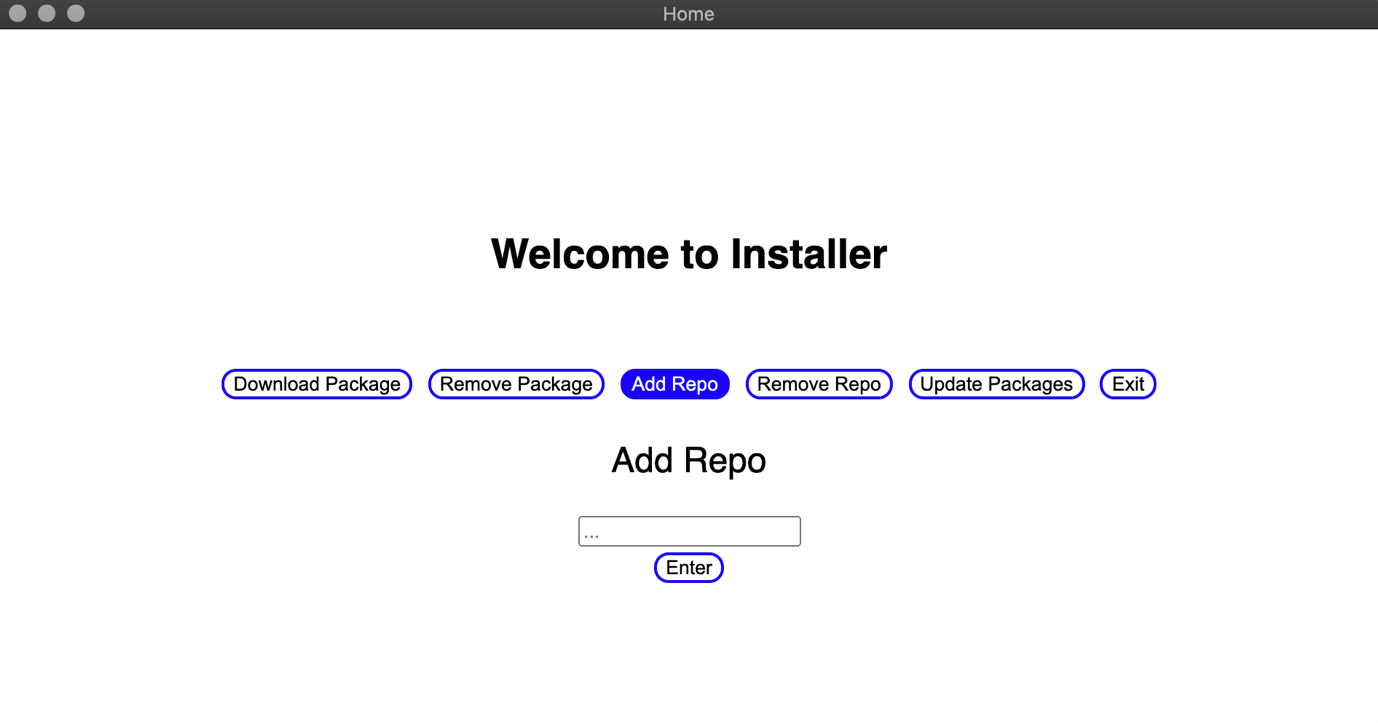 Home
Welcome to Installer
Download Package Remove Package Add Repo Remove Repo Update Packages Exit
Add Repo
...
Enter